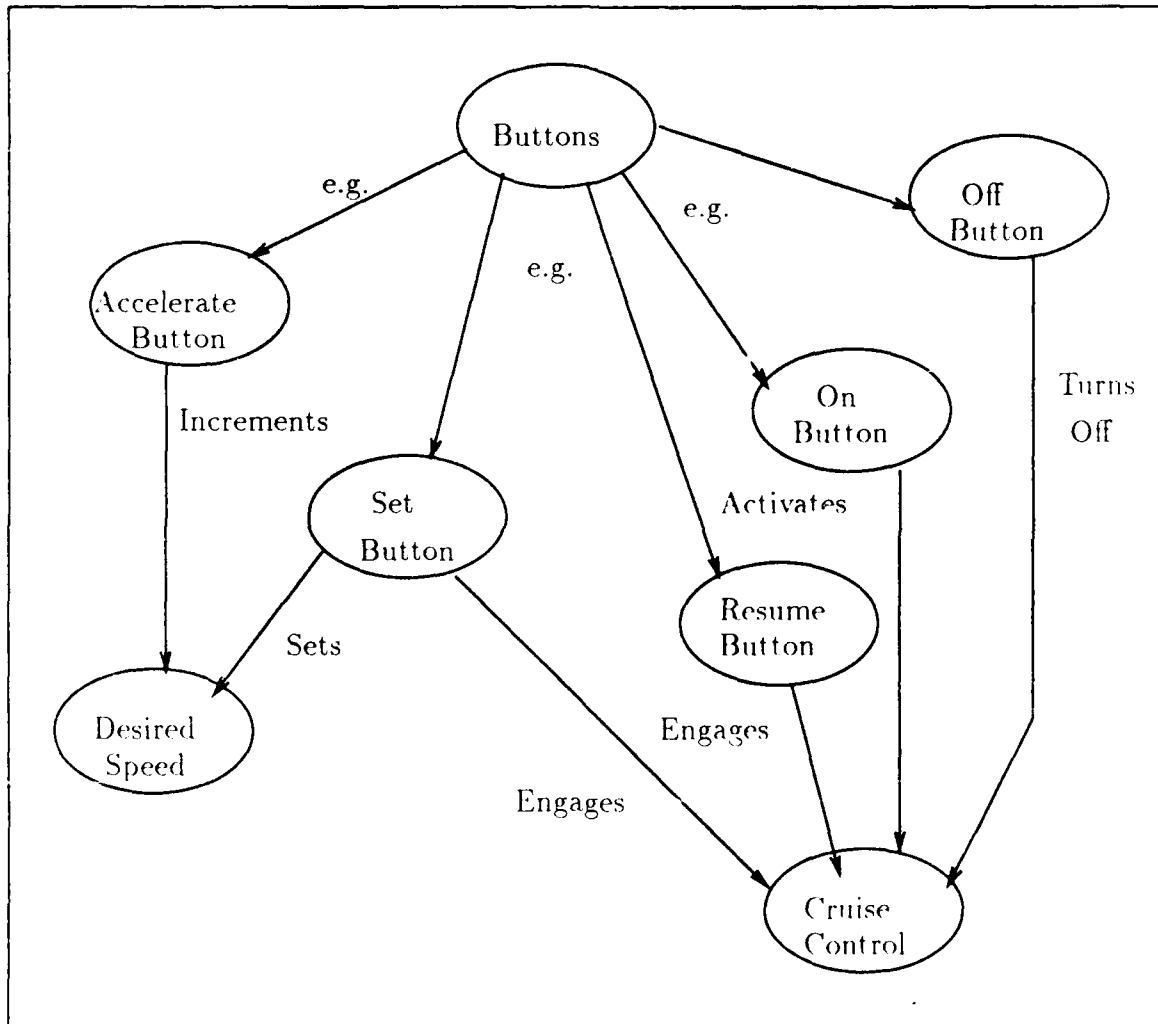 Buttons
e.g.
e.g.
Off
Button
e.g.
Accelerate
Button
On
Button
Turns
Off
Increments
Set
Button
Activates
Resume
Button
Sets
Desired
Speed
Engages
Engages
Cruise
Control